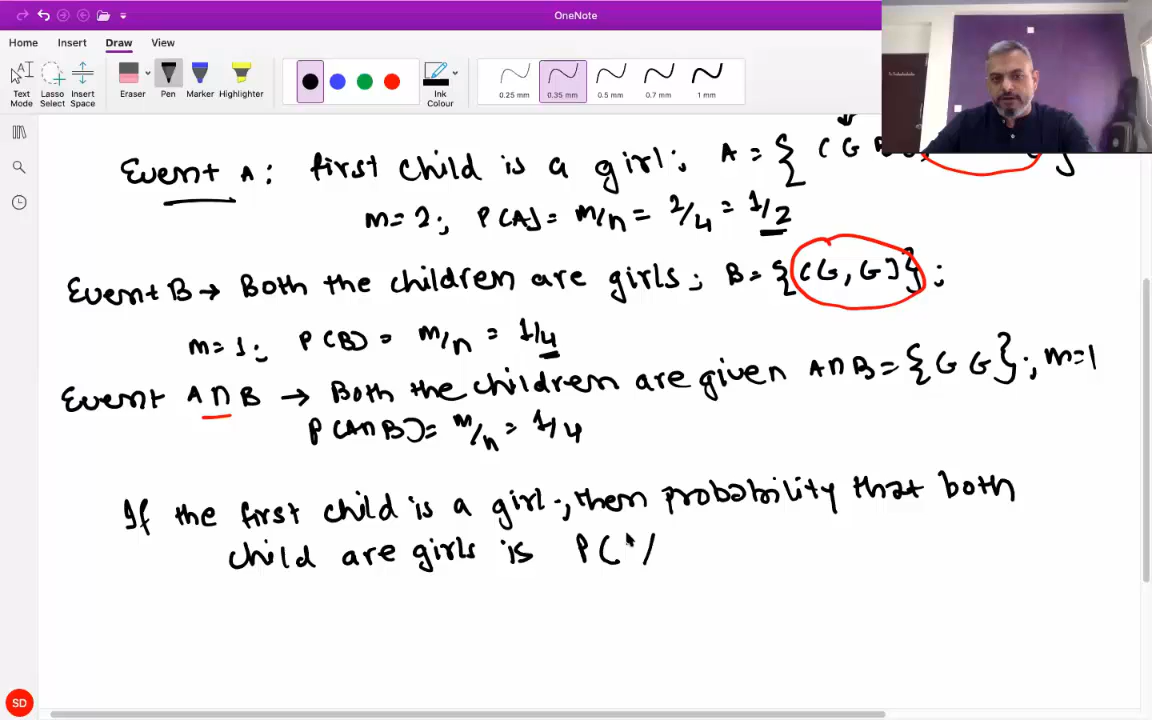 OneNote
Home Insert Draw View
Text Mode Lasso Select Insert Space Eraser Pen Marker Highlighter Ink Colour 0.25 mm 0.35 mm 0.5 mm 0.7 mm 1 mm
Event A: first child is a girl; A = { (G
m = 2; P(A) = m/n = 2/4 = 1/2
Event B → Both the children are girls; B = {(G, G)};
m = 1; P(B) = m/n = 1/4
Event A∩B → Both the children are given A∩B = {G G}; m=1
P(A∩B) = m/n = 1/4
If the first child is a girl, then probability that both
child are girls is P(
SD